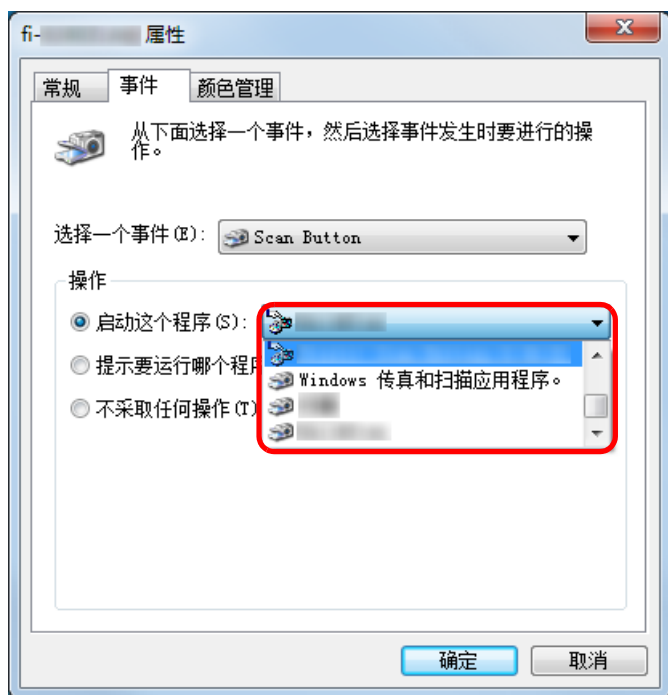 fi- 属性
常规 事件 颜色管理
从下面选择一个事件，然后选择事件发生时要进行的操
作。
选择一个事件(E): Scan Button
操作
启动这个程序(S):
提示要运行哪个程
Windows 传真和扫描应用程序。
不采取任何操作(T)
确定 取消